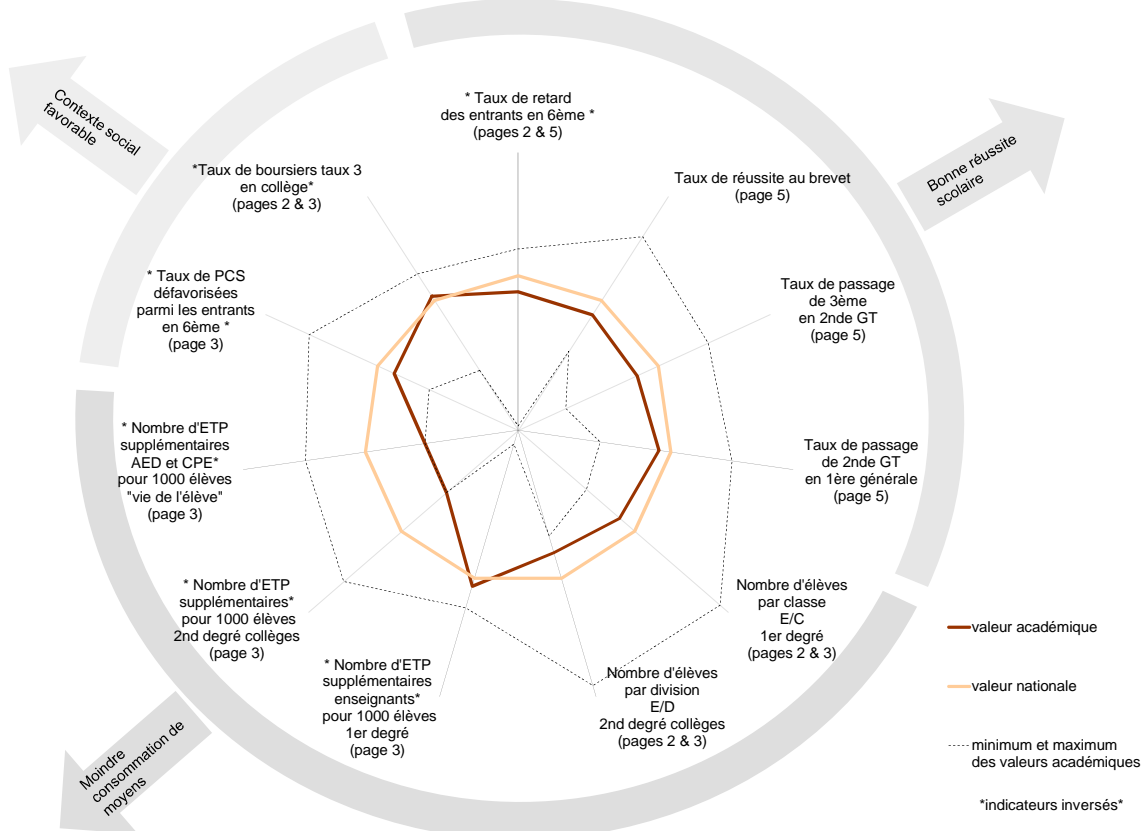 * Taux de retard
des entrants en 6ème *
(pages 2 & 5)
Contexte social
favorable
Bonne réussite
scolaire
*Taux de boursiers taux 3
en collège*
(pages 2 & 3)
Taux de réussite au brevet
(page 5)
* Taux de PCS
défavorisées
parmi les entrants
en 6ème *
(page 3)
Taux de passage
de 3ème
en 2nde GT
(page 5)
* Nombre d'ETP
supplémentaires
AED et CPE*
pour 1000 élèves
"vie de l'élève"
(page 3)
Taux de passage
de 2nde GT
en 1ère générale
(page 5)
* Nombre d'ETP
supplémentaires*
pour 1000 élèves
2nd degré collèges
(page 3)
Nombre d'élèves
par classe
E/C
1er degré
(pages 2 & 3)
* Nombre d'ETP
supplémentaires
enseignants*
pour 1000 élèves
1er degré
(page 3)
Nombre d'élèves
par division
E/D
2nd degré collèges
(pages 2 & 3)
Moindre
consommation de
moyens
valeur académique
valeur nationale
minimum et maximum
des valeurs académiques
*indicateurs inversés*